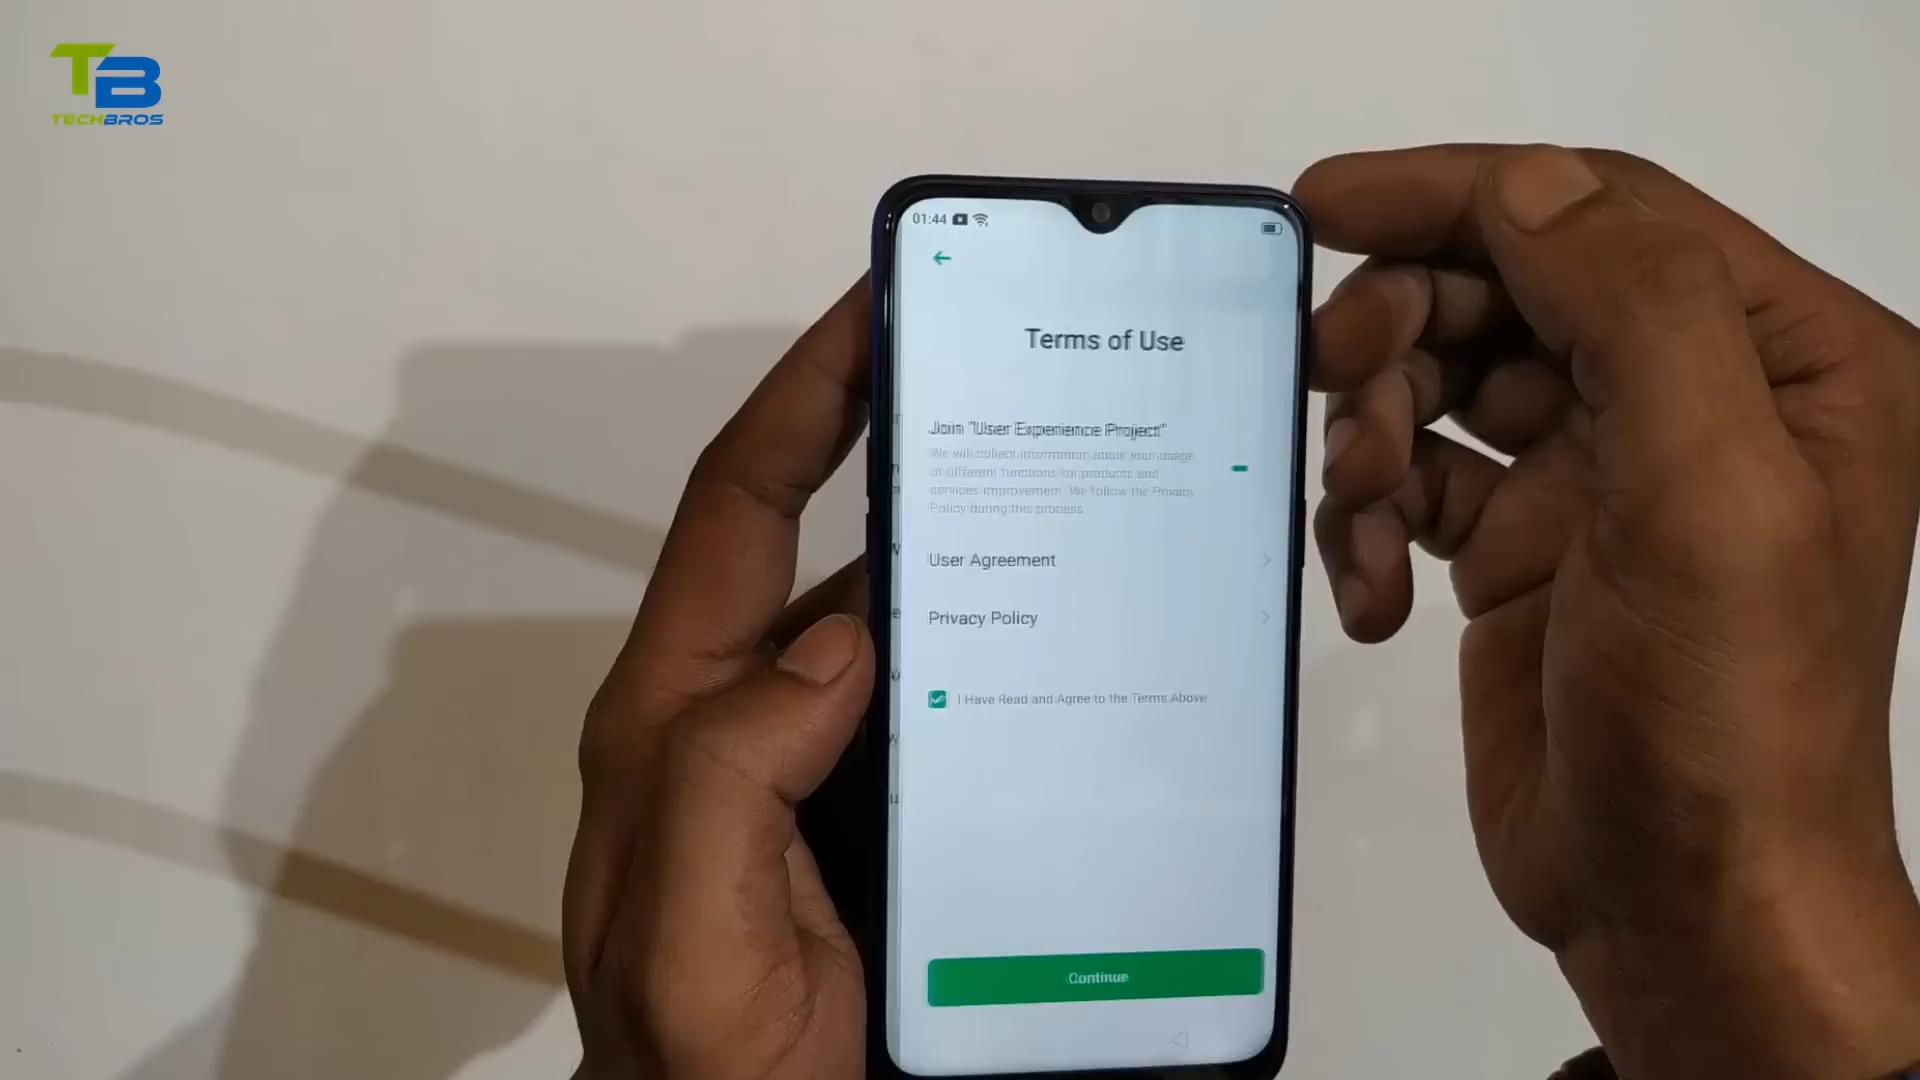 TB
TECHBROS
01:44
Terms of Use
Join "User Experience Project"
We will collect information about your usage
of different functions for products and
services improvement. We follow the Privacy
Policy during this process.
User Agreement
Privacy Policy
I Have Read and Agree to the Terms Above
Continue